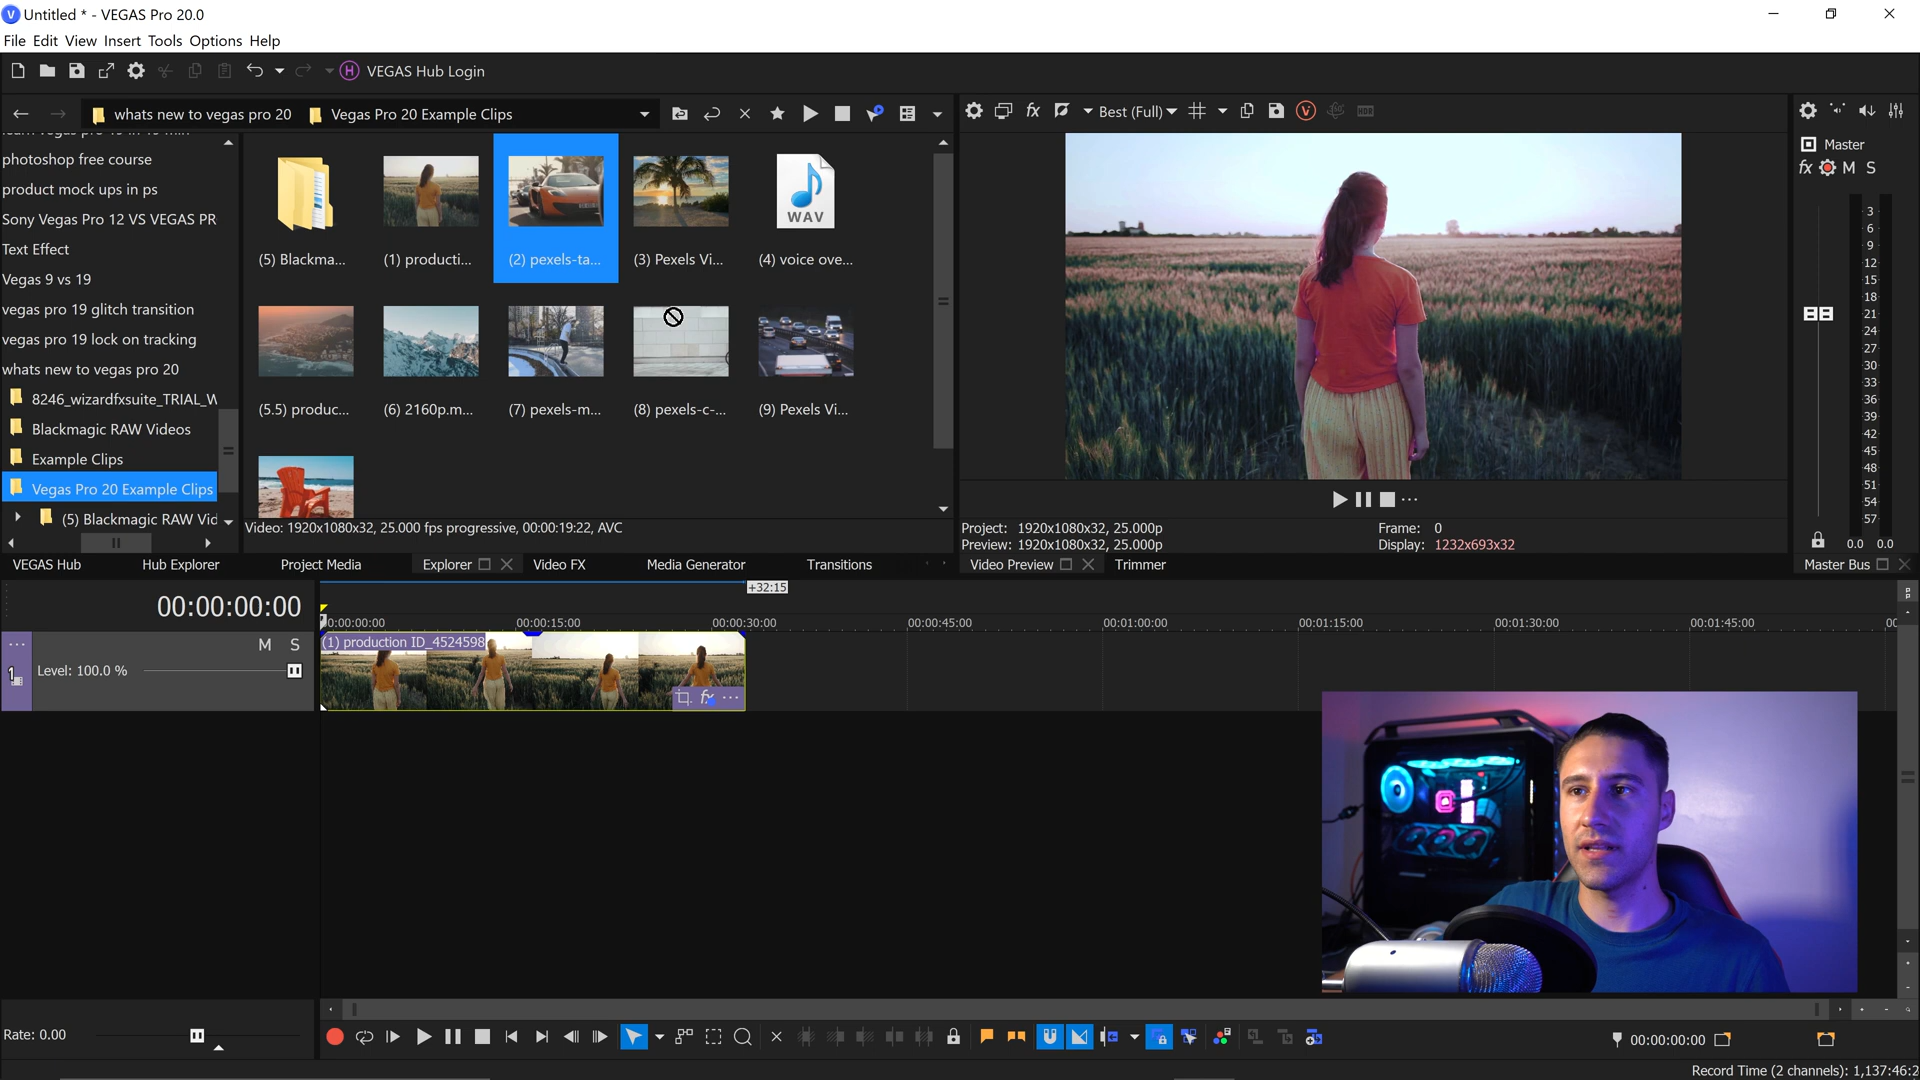 Untitled * - VEGAS Pro 20.0
File Edit View Insert Tools Options Help
VEGAS Hub Login
whats new to vegas pro 20 Vegas Pro 20 Example Clips
Best (Full)
photoshop free course
product mock ups in ps
Sony Vegas Pro 12 VS VEGAS PR
Text Effect
Vegas 9 vs 19
vegas pro 19 glitch transition
vegas pro 19 lock on tracking
whats new to vegas pro 20
8246_wizardfxsuite_TRIAL_W
Blackmagic RAW Videos
Example Clips
Vegas Pro 20 Example Clips
(5) Blackmagic RAW Vid
WAV
(5) Blackma... (1) producti... (2) pexels-ta... (3) Pexels Vi... (4) voice ove...
(5.5) produc... (6) 2160p.m... (7) pexels-m... (8) pexels-c-... (9) Pexels Vi...
Video: 1920x1080x32, 25.000 fps progressive, 00:00:19:22, AVC
Project: 1920x1080x32, 25.000p
Preview: 1920x1080x32, 25.000p
Frame: 0
Display: 1232x693x32
Master
fx M S
3
6
9
12
15
18
21
24
27
30
33
36
39
42
45
48
51
54
57
0.0 0.0
VEGAS Hub Hub Explorer Project Media Explorer Video FX Media Generator Transitions
Video Preview Trimmer
Master Bus
00:00:00:00
+32:15
0:00:00:00 00:00:15:00 00:00:30:00 00:00:45:00 00:01:00:00 00:01:15:00 00:01:30:00 00:01:45:00 00
M S
1
Level: 100.0 %
(1) production ID_4524598
fx
Rate: 0.00
00:00:00:00
Record Time (2 channels): 1,137:46:2